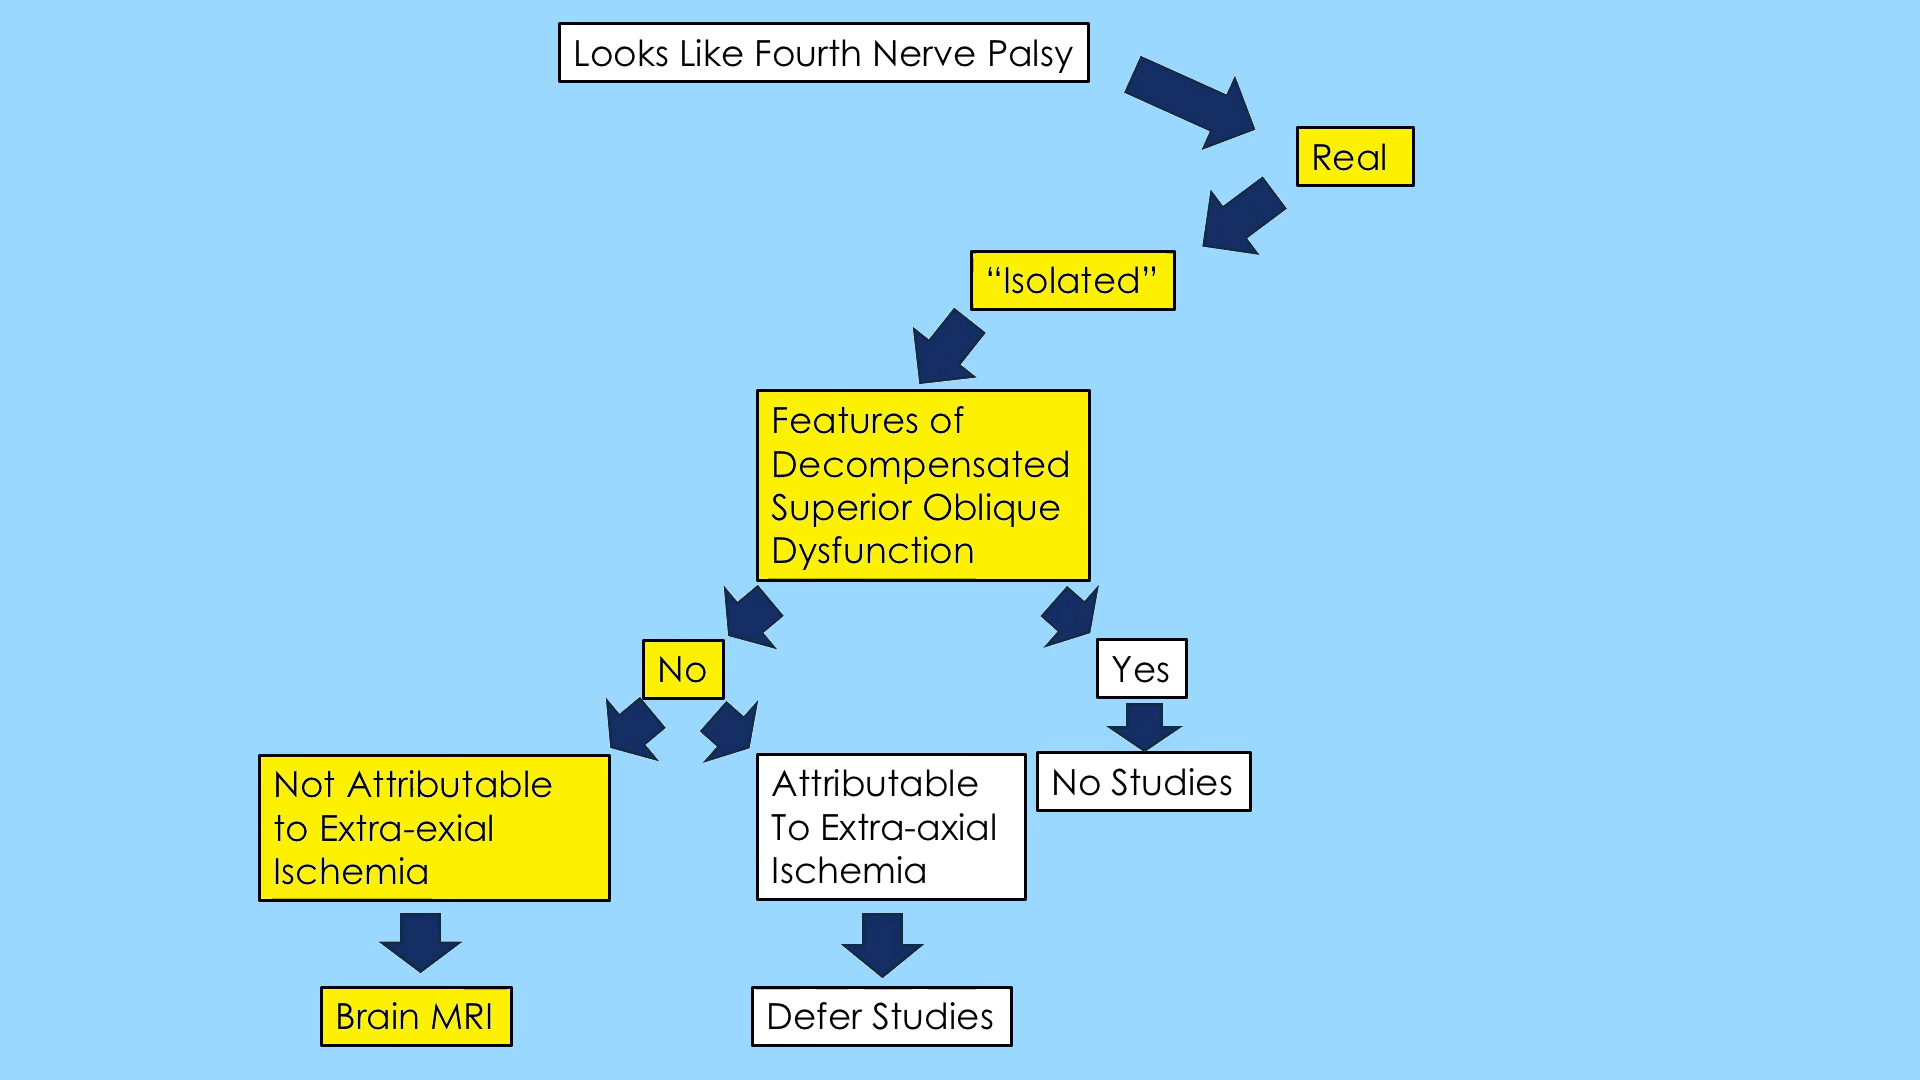 Looks Like Fourth Nerve Palsy
Real
“Isolated”
Features of
Decompensated
Superior Oblique
Dysfunction
No
Yes
Not Attributable
to Extra-exial
Ischemia
Attributable
To Extra-axial
Ischemia
No Studies
Brain MRI
Defer Studies